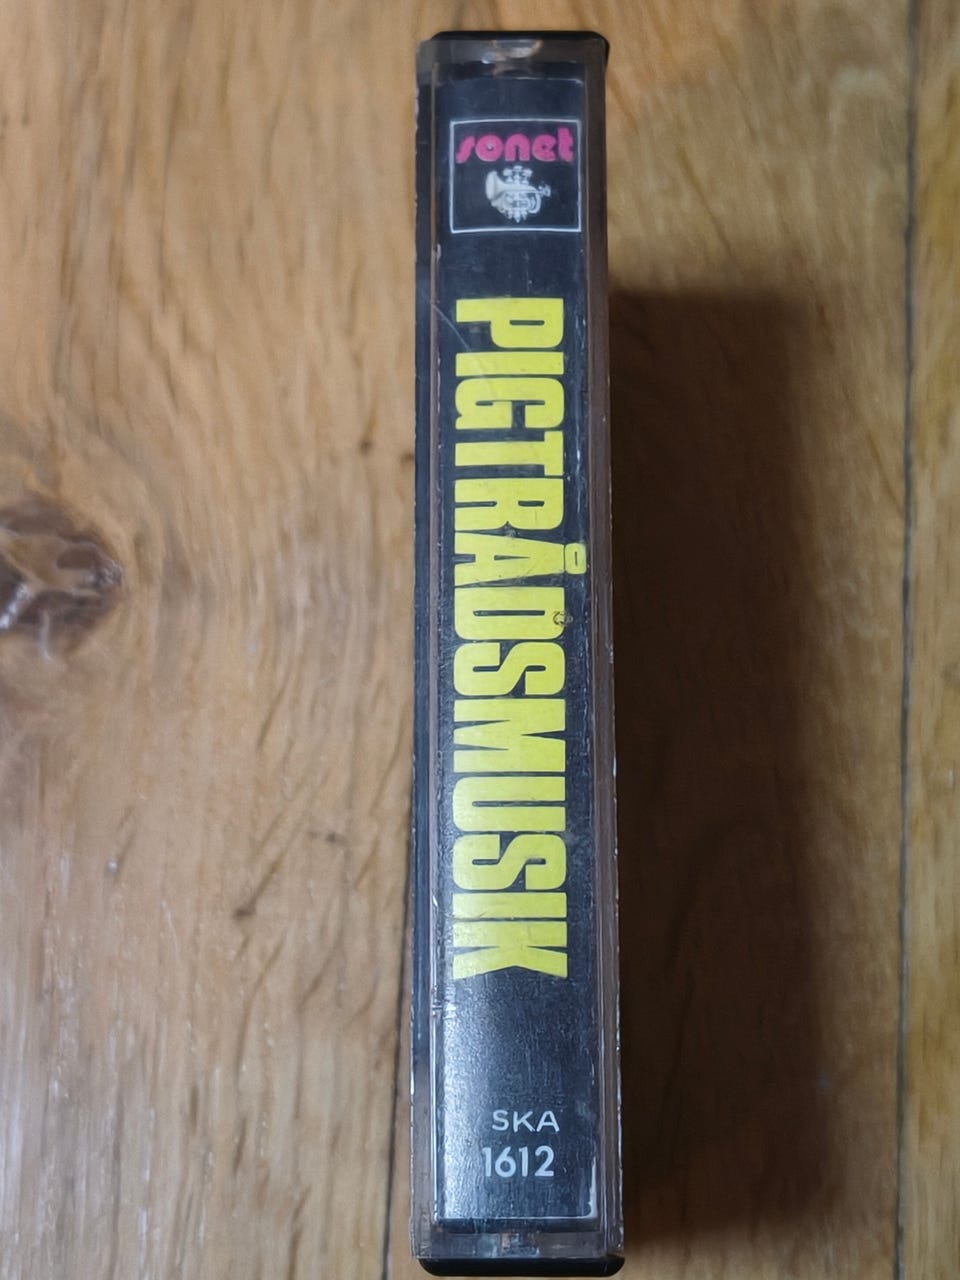 sonet
PIGTRÅDSMUSIK
SKA
1612